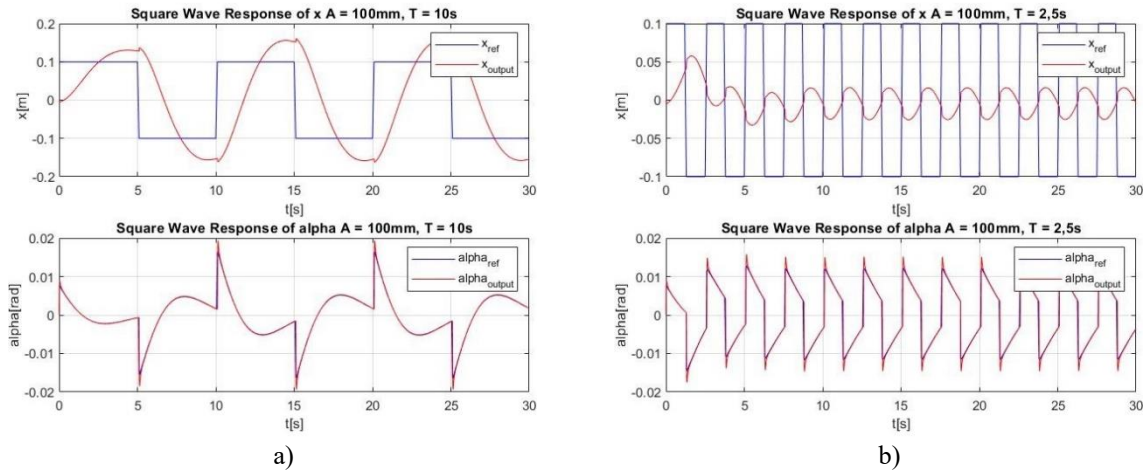 Square Wave Response of x A = 100mm, T = 10s
0.2
0.1
0
-0.1
-0.2
x[m]
x_ref
x_output
0 5 10 15 20 25 30
t[s]
Square Wave Response of alpha A = 100mm, T = 10s
0.02
0.01
0
-0.01
-0.02
alpha[rad]
alpha_ref
alpha_output
0 5 10 15 20 25 30
t[s]
a)
Square Wave Response of x A = 100mm, T = 2,5s
0.1
0.05
0
-0.05
-0.1
x[m]
x_ref
x_output
0 5 10 15 20 25 30
t[s]
Square Wave Response of alpha A = 100mm, T = 2,5s
0.02
0.01
0
-0.01
-0.02
alpha[rad]
alpha_ref
alpha_output
0 5 10 15 20 25 30
t[s]
b)